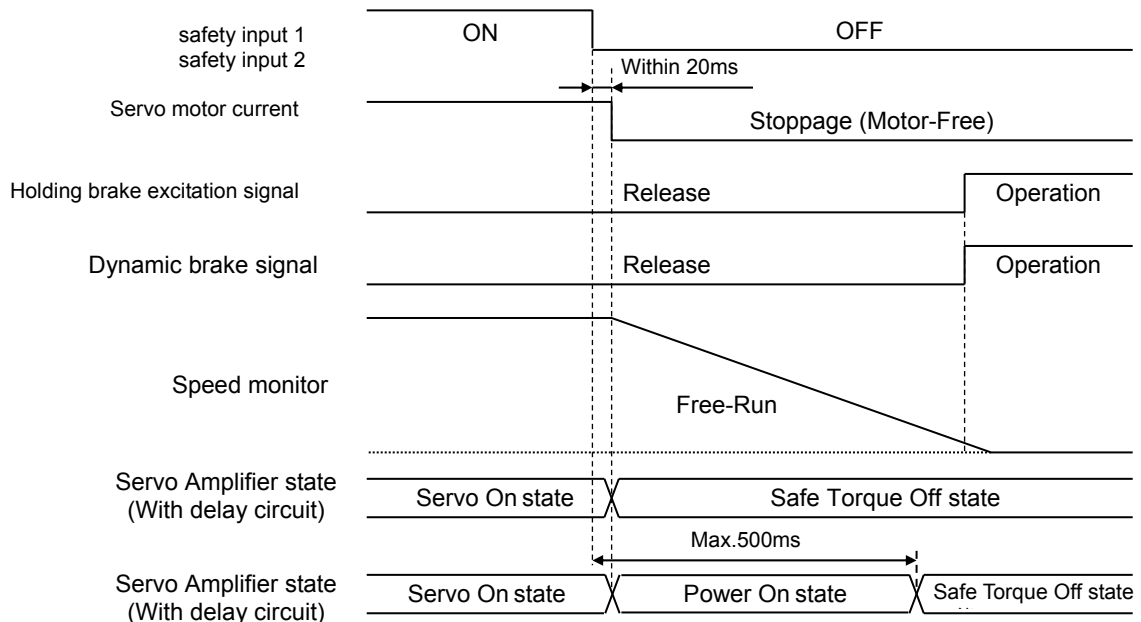 ON
OFF
safety input 1
safety input 2
Within 20ms
Servo motor current
Stoppage (Motor-Free)
Holding brake excitation signal
Release
Operation
Dynamic brake signal
Release
Operation
Speed monitor
Free-Run
Servo Amplifier state
(With delay circuit)
Servo On state
Safe Torque Off state
Max.500ms
Servo Amplifier state
(With delay circuit)
Servo On state
Power On state
Safe Torque Off state